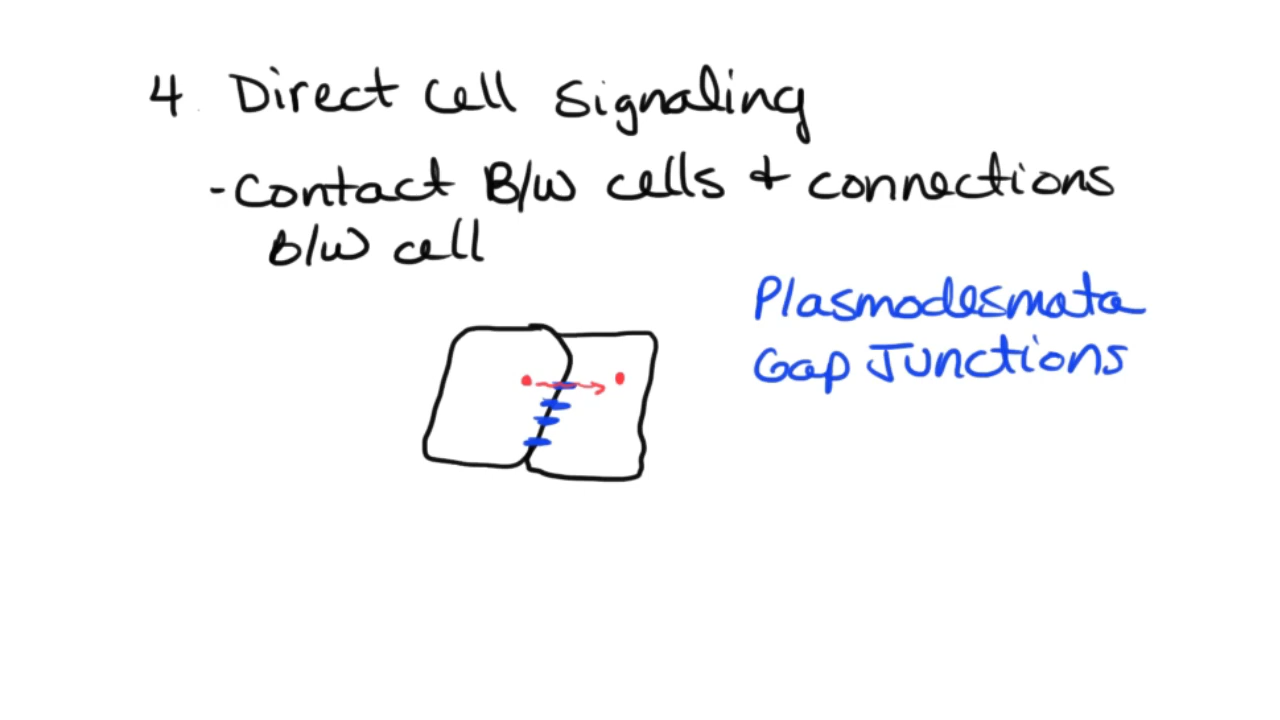 4 Direct cell signaling
- Contact B/w cells & connections
B/w cell
Plasmodesmata
Gap Junctions